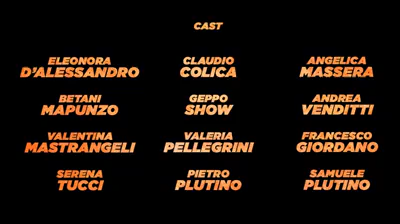 CAST
ELEONORA
D'ALESSANDRO
CLAUDIO
COLICA
ANGELICA
MASSERA
BETANI
MAPUNZO
GEPPO
SHOW
ANDREA
VENDITTI
VALENTINA
MASTRANGELI
VALERIA
PELLEGRINI
FRANCESCO
GIORDANO
SERENA
TUCCI
PIETRO
PLUTINO
SAMUELE
PLUTINO